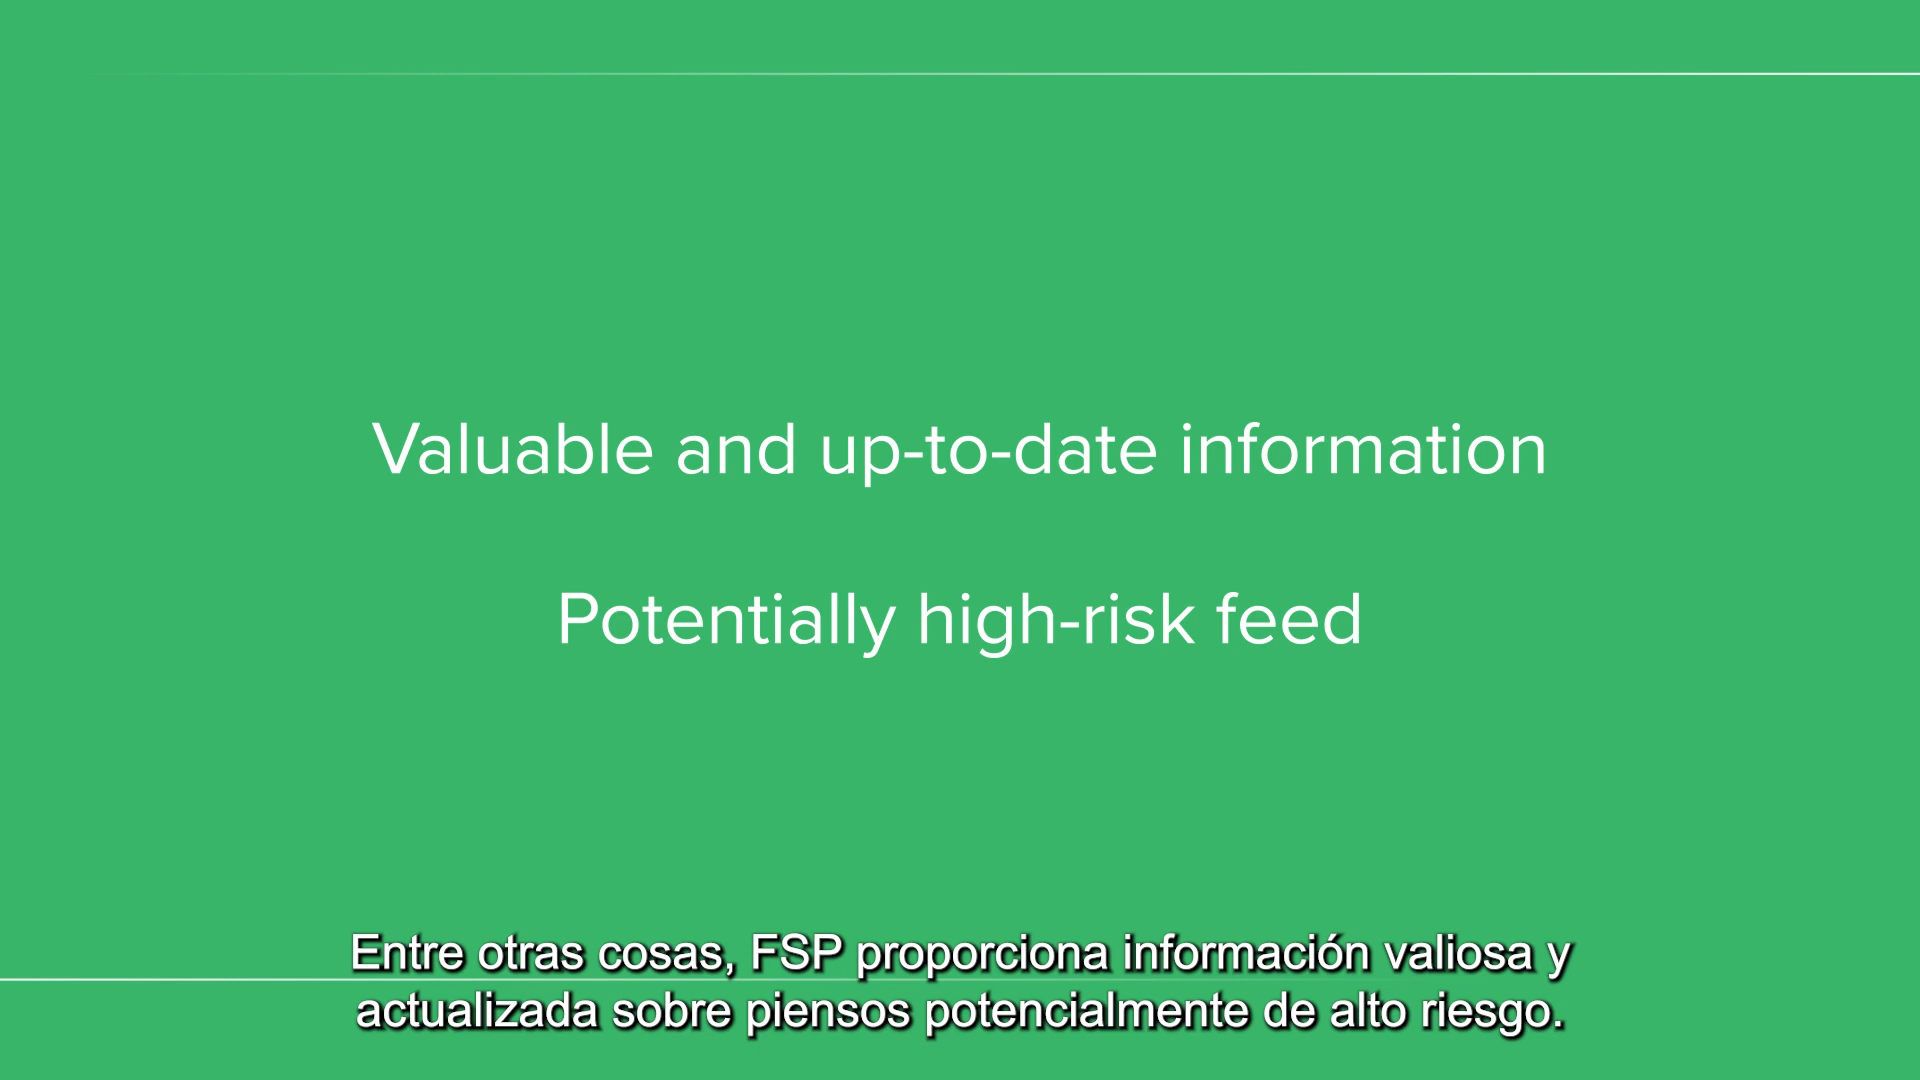 Valuable and up-to-date information
Potentially high-risk feed
Entre otras cosas, FSP proporciona información valiosa y
actualizada sobre piensos potencialmente de alto riesgo.